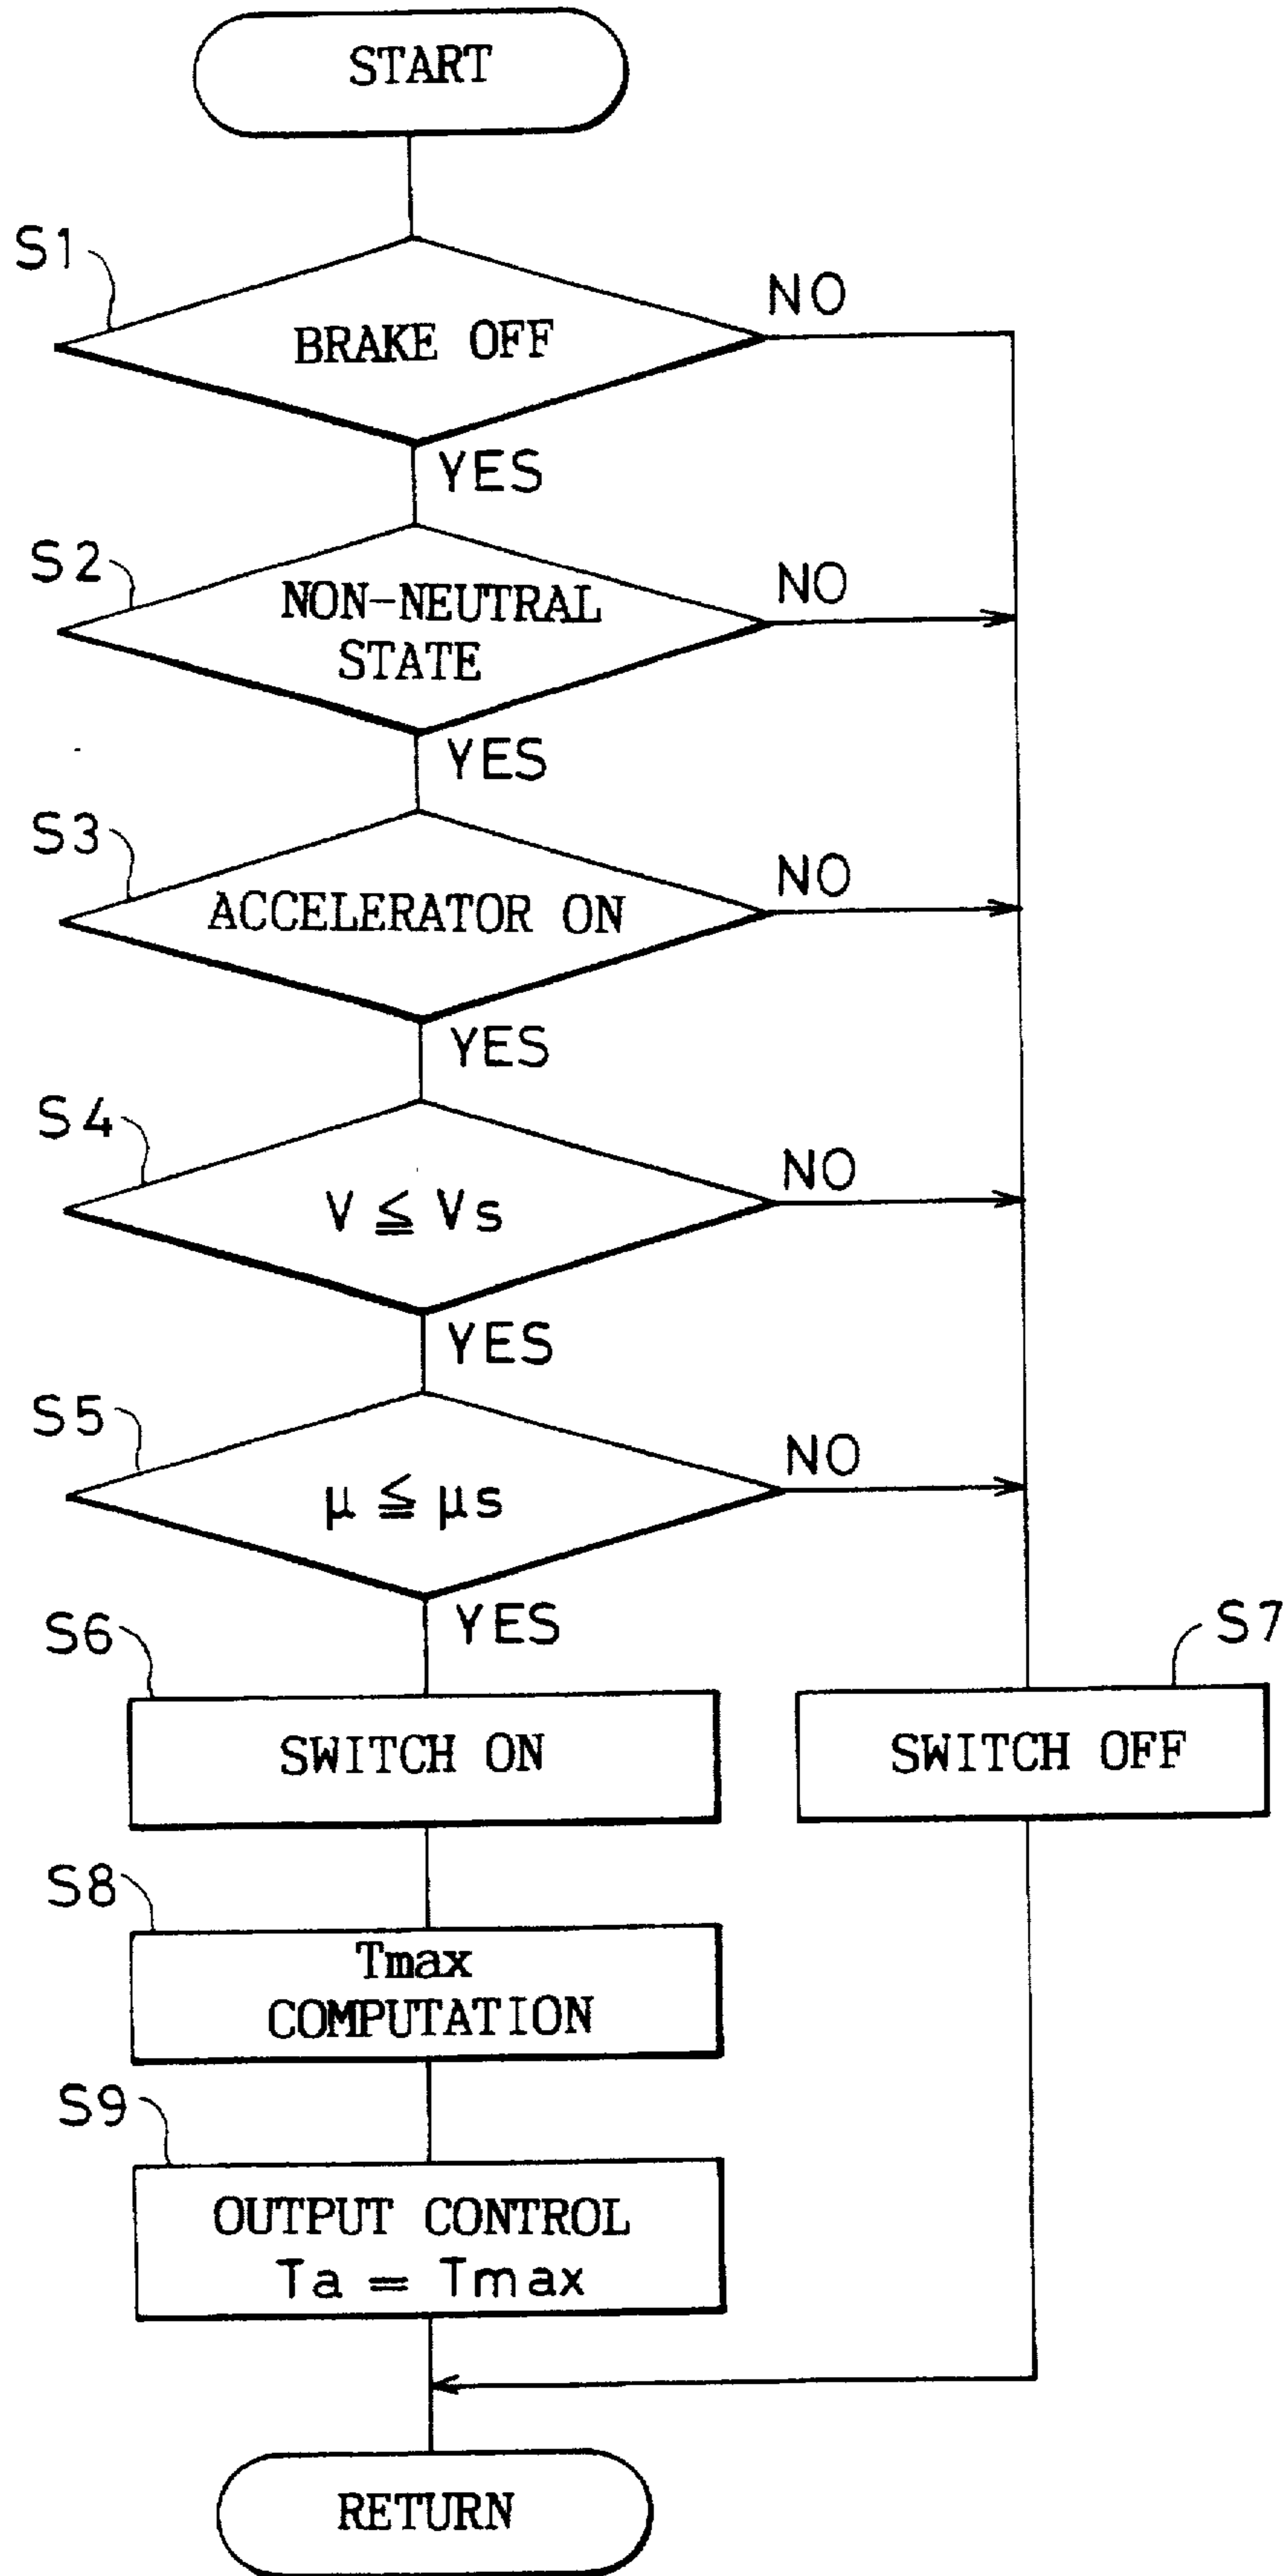 START
S1
BRAKE OFF
NO
YES
S2
NON-NEUTRAL
STATE
NO
YES
S3
ACCELERATOR ON
NO
YES
S4
V ≦ Vs
NO
YES
S5
μ ≦ μs
NO
YES
S6
SWITCH ON
S7
SWITCH OFF
S8
Tmax
COMPUTATION
S9
OUTPUT CONTROL
Ta = Tmax
RETURN